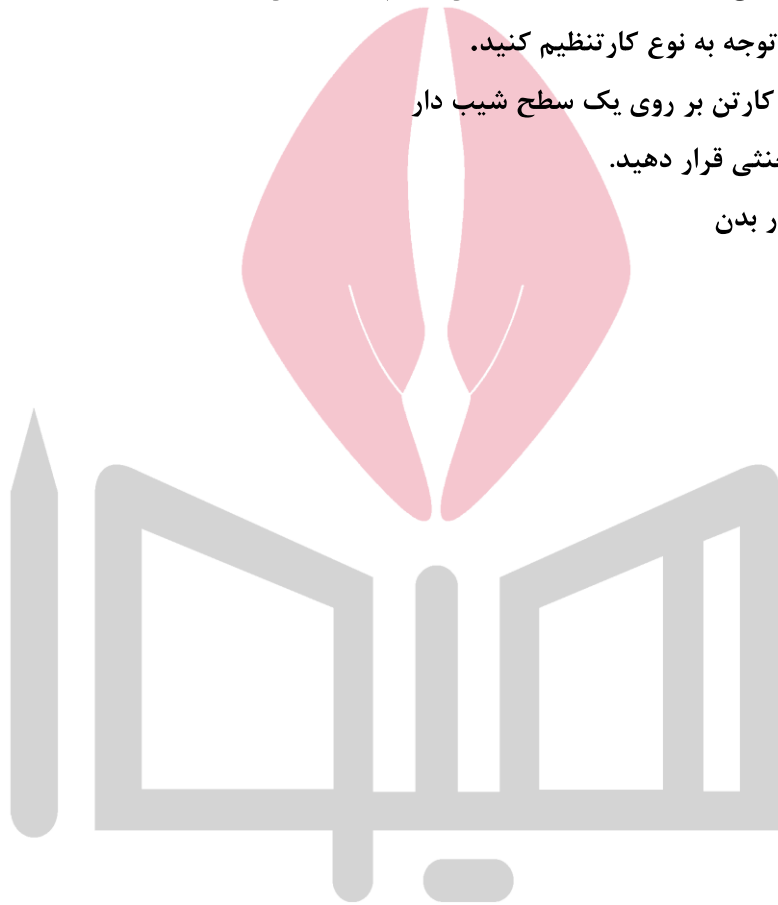 توجه به نوع کارتنظیم کنید.
کارتن بر روی یک سطح شیب دار
قرار دهید.
بدن